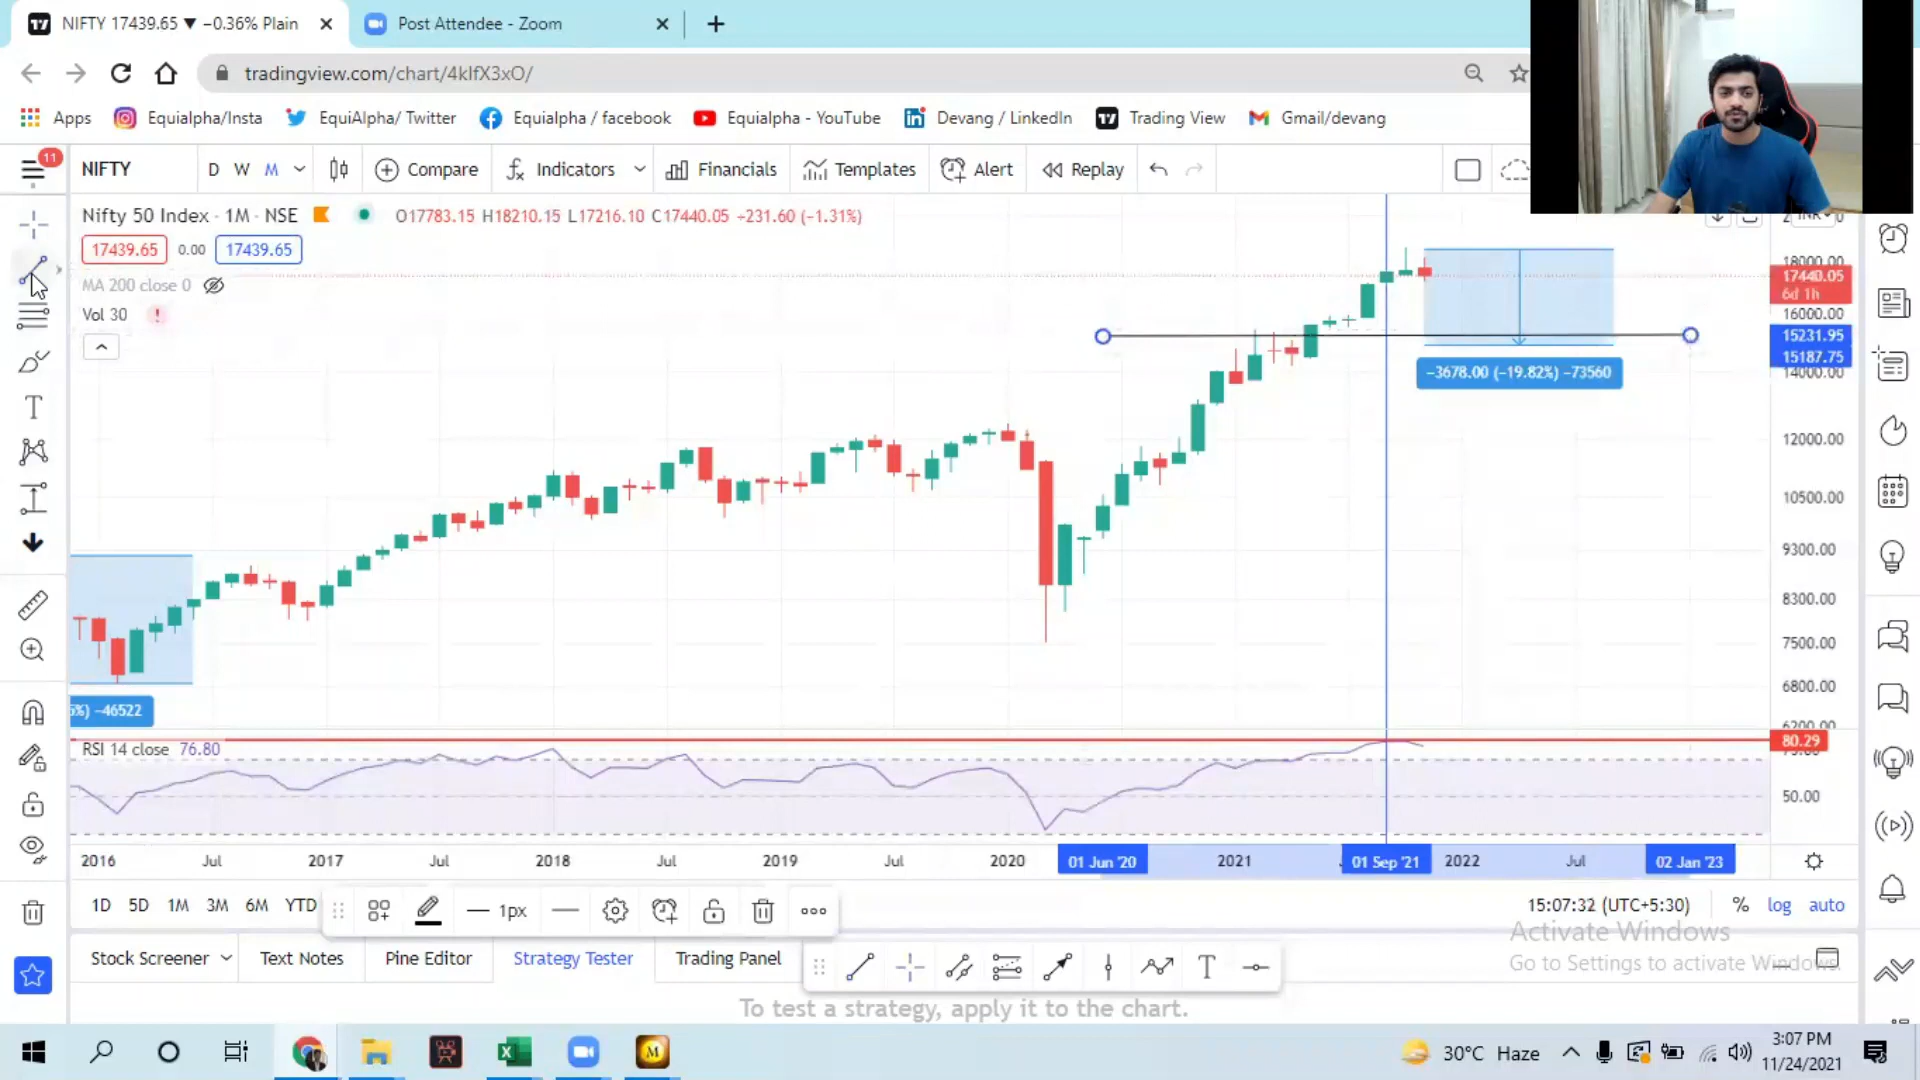 NIFTY 17439.65 ▼ −0.36% Plain
Post Attendee - Zoom
tradingview.com/chart/4kIfX3xO/
Apps
Equialpha/Insta
EquiAlpha/ Twitter
Equialpha / facebook
Equialpha - YouTube
Devang / LinkedIn
Trading View
Gmail/devang
11
NIFTY
D W M
Compare
Indicators
Financials
Templates
Alert
Replay
Nifty 50 Index · 1M · NSE
O17783.15 H18210.15 L17216.10 C17440.05 +231.60 (−1.31%)
17439.65 0.00 17439.65
MA 200 close 0
Vol 30 !
18000.00
17440.05
6d 1h
16000.00
15231.95
15187.75
14000.00
−3678.00 (−19.82%) −73560
12000.00
10500.00
9300.00
8300.00
7500.00
6800.00
6200.00
%) −46522
RSI 14 close 76.80
80.29
50.00
2016 Jul 2017 Jul 2018 Jul 2019 Jul 2020 01 Jun '20 2021 01 Sep '21 2022 Jul 02 Jan '23
1D 5D 1M 3M 6M YTD
1px
15:07:32 (UTC+5:30)
% log auto
Activate Windows
Go to Settings to activate Windows.
Stock Screener
Text Notes
Pine Editor
Strategy Tester
Trading Panel
To test a strategy, apply it to the chart.
30°C Haze
3:07 PM
11/24/2021